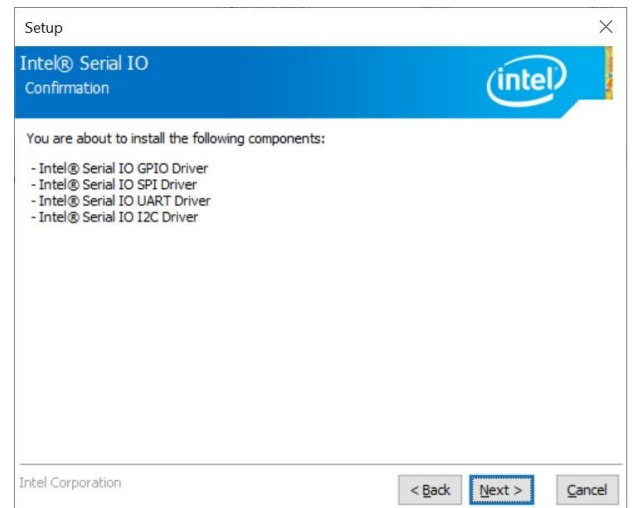 Setup
Intel® Serial IO
Confirmation
intel
You are about to install the following components:
- Intel® Serial IO GPIO Driver
- Intel® Serial IO SPI Driver
- Intel® Serial IO UART Driver
- Intel® Serial IO I2C Driver
Intel Corporation
< Back
Next >
Cancel